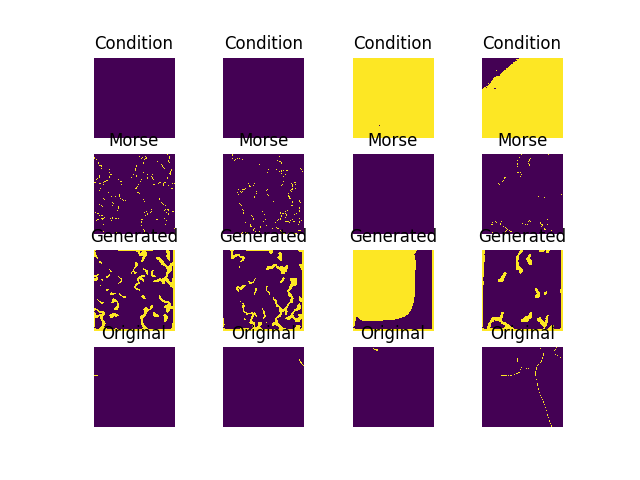 Condition Condition Condition Condition
Morse Morse Morse Morse
Generated Generated Generated Generated
Original Original Original Original